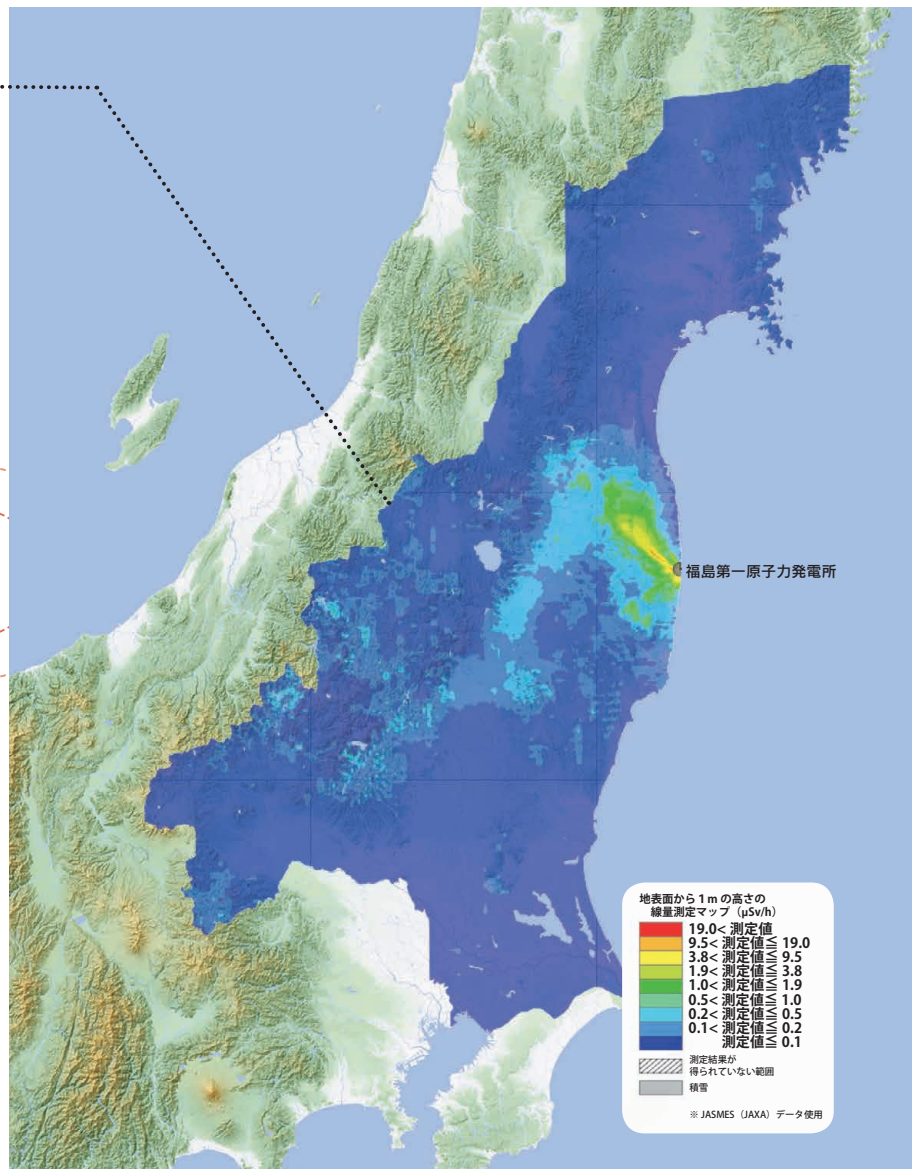 福島第一原子力発電所
地表面から 1 m の高さの
線量測定マップ（μSv/h）
19.0< 測定値
9.5< 測定値≦ 19.0
3.8< 測定値≦ 9.5
1.9< 測定値≦ 3.8
1.0< 測定値≦ 1.9
0.5< 測定値≦ 1.0
0.2< 測定値≦ 0.5
0.1< 測定値≦ 0.2
測定値≦ 0.1
測定結果が
得られていない範囲
積雪
※ JASMES（JAXA）データ使用